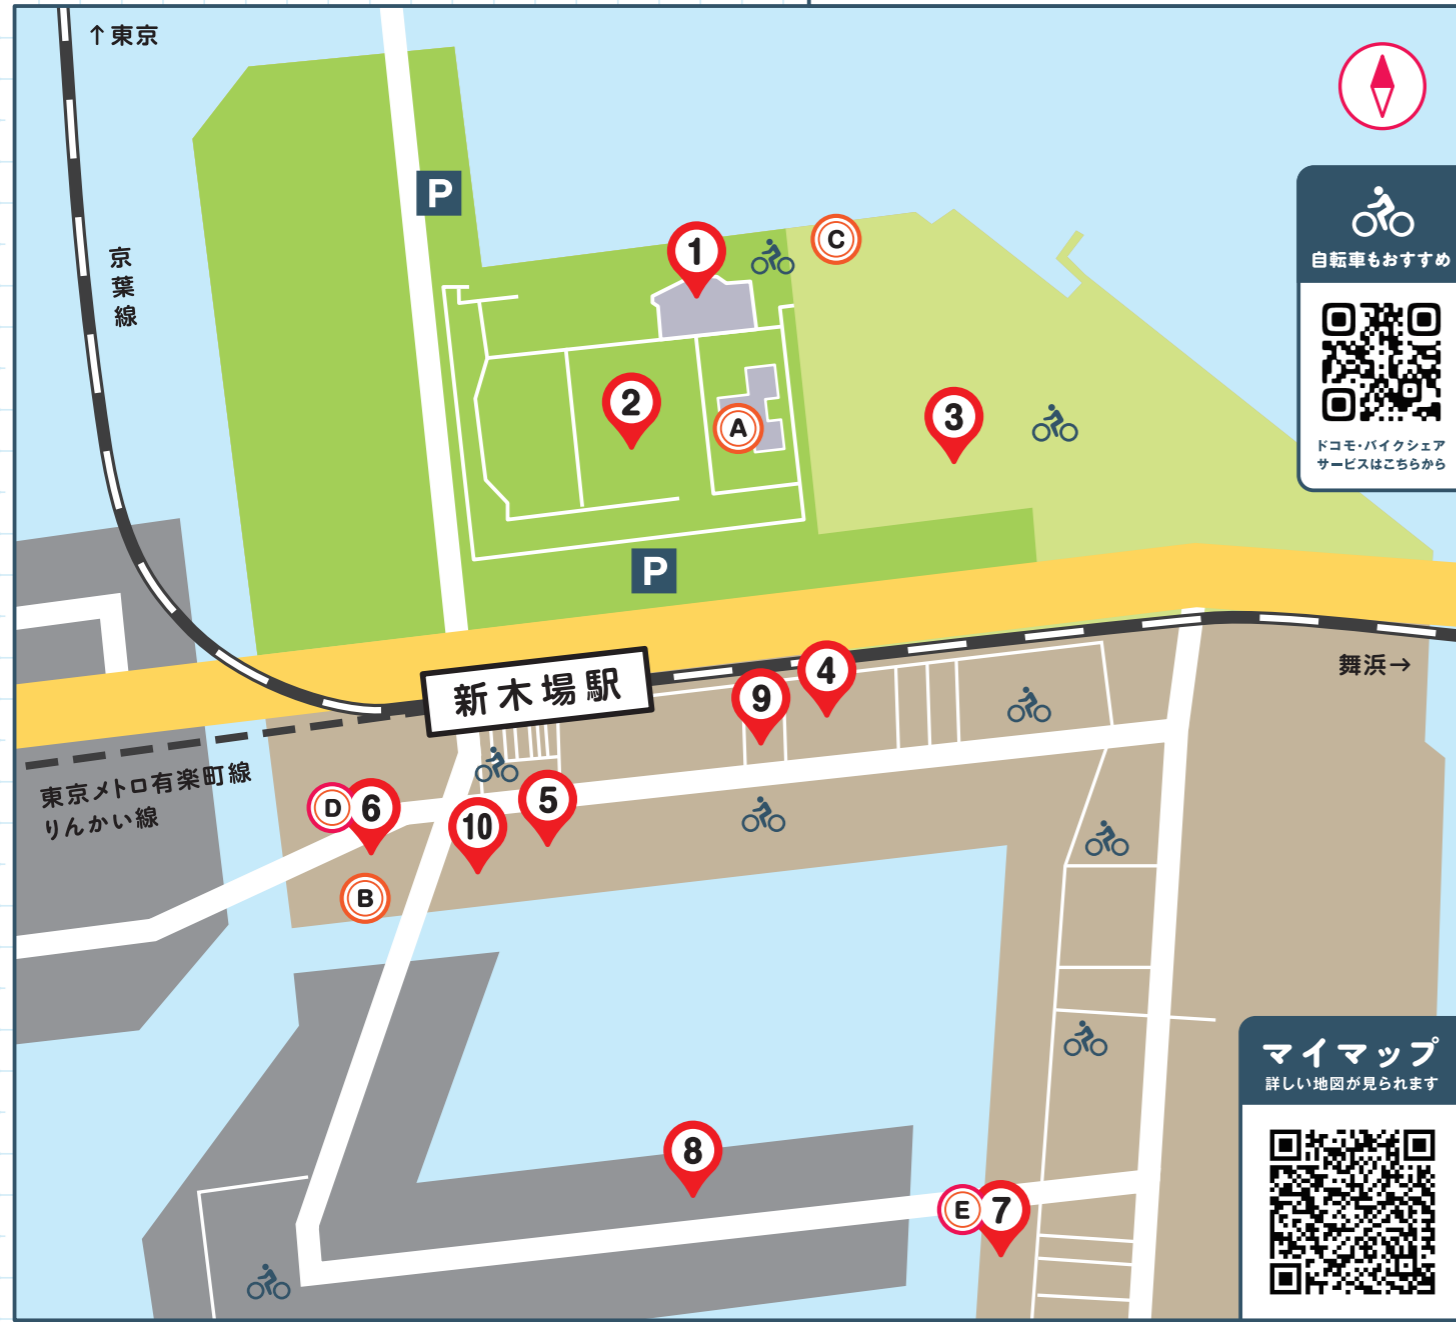 ↑東京
京葉線
P
1
C
自転車もおすすめ
ドコモ・バイクシェア
サービスはこちらから
2
A
3
P
新木場駅
4
9
舞浜→
東京メトロ有楽町線
りんかい線
D
6
10
5
B
マイマップ
詳しい地図が見られます
8
E
7